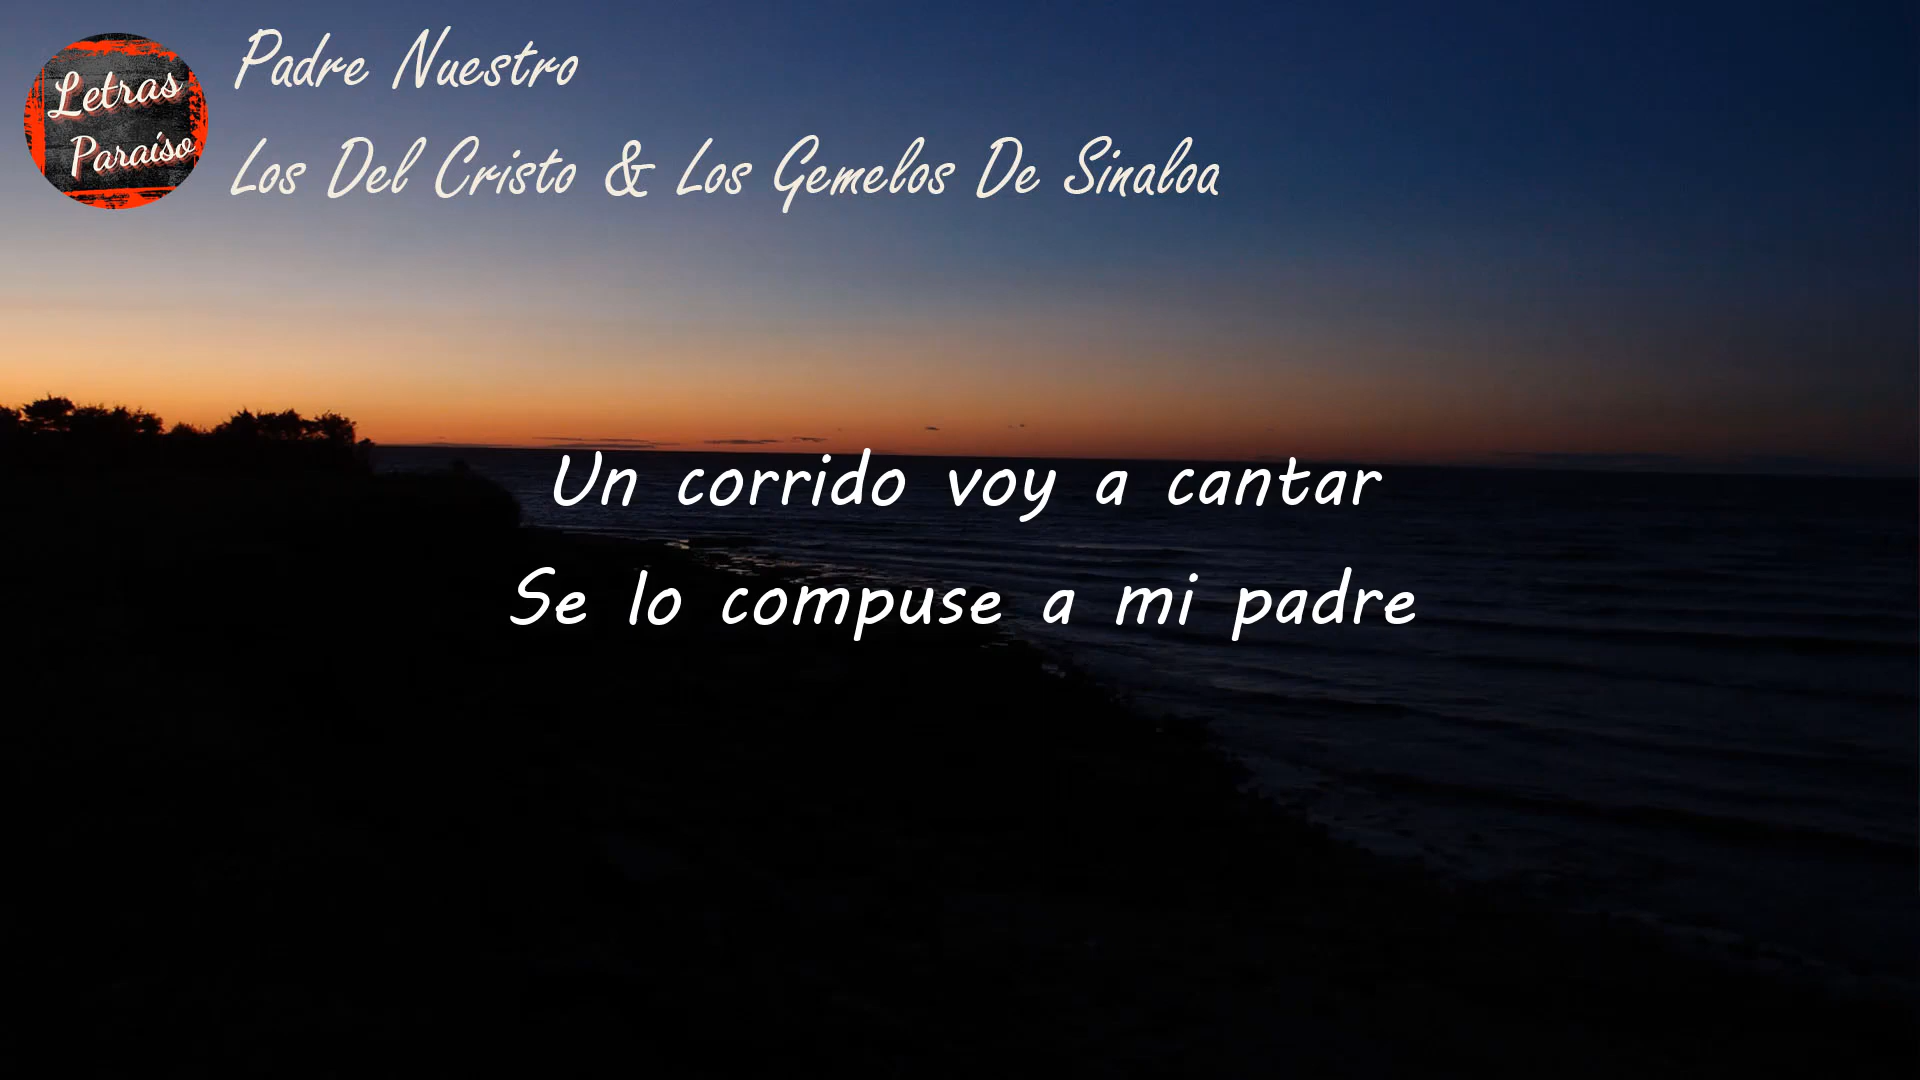 Letras
Paraíso
Padre Nuestro
Los Del Cristo & Los Gemelos De Sinaloa
Un corrido voy a cantar
Se lo compuse a mi padre